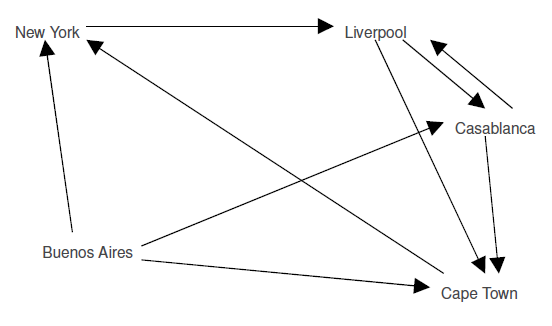 New York
Liverpool
Casablanca
Buenos Aires
Cape Town